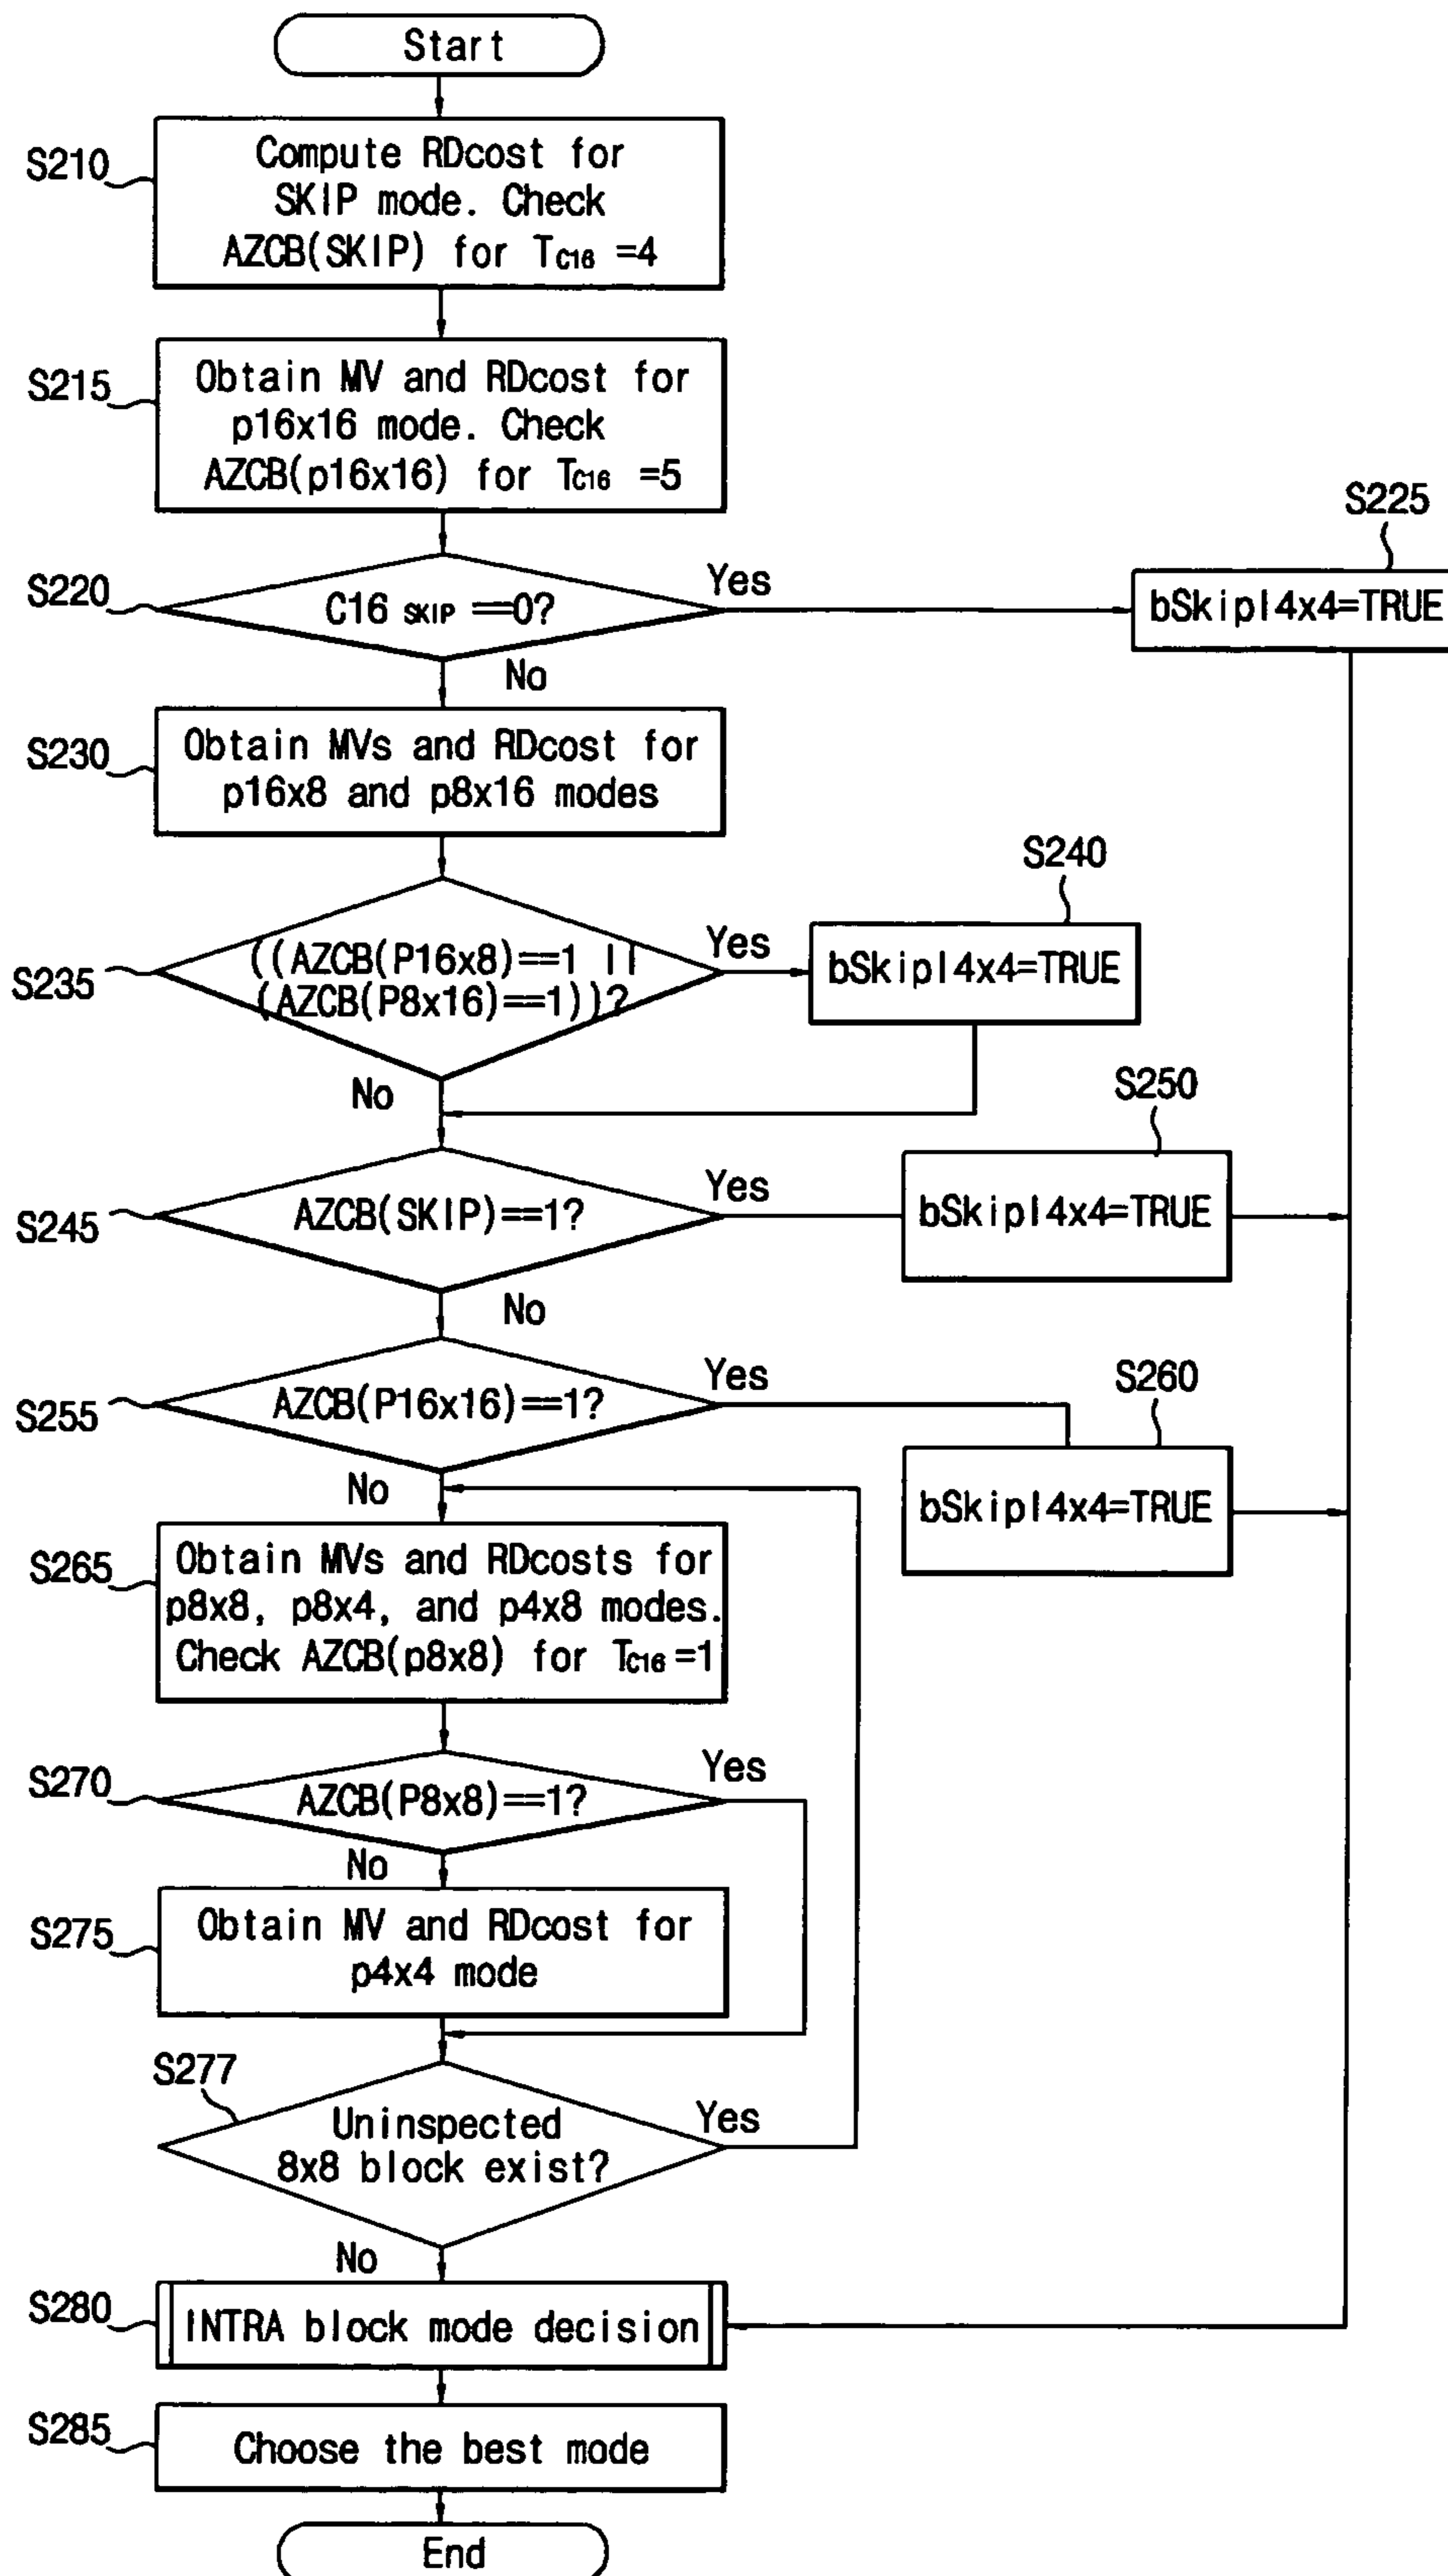 Start
S210
Compute RDcost for
SKIP mode. Check
AZCB(SKIP) for TC16 =4
S215
Obtain MV and RDcost for
p16x16 mode. Check
AZCB(p16x16) for TC16 =5
S220
C16 SKIP ==0?
Yes
S225
bSkipI4x4=TRUE
No
S230
Obtain MVs and RDcost for
p16x8 and p8x16 modes
S235
((AZCB(P16x8)==1 ||
(AZCB(P8x16)==1))?
Yes
S240
bSkipI4x4=TRUE
No
S245
AZCB(SKIP)==1?
Yes
S250
bSkipI4x4=TRUE
No
S255
AZCB(P16x16)==1?
Yes
S260
bSkipI4x4=TRUE
No
S265
Obtain MVs and RDcosts for
p8x8, p8x4, and p4x8 modes.
Check AZCB(p8x8) for TC16 =1
S270
AZCB(P8x8)==1?
Yes
No
S275
Obtain MV and RDcost for
p4x4 mode
S277
Uninspected
8x8 block exist?
Yes
No
S280
INTRA block mode decision
S285
Choose the best mode
End